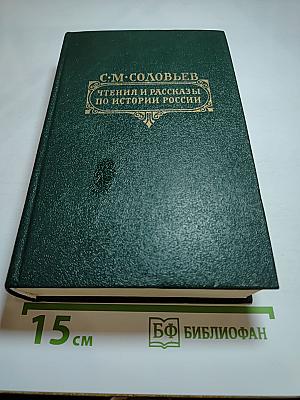 С·М·СОЛОВЬЕВ
ЧТЕНИЯ И РАССКАЗЫ
ПО ИСТОРИИ РОССИИ
15 см
БФ БИБЛИОФАН